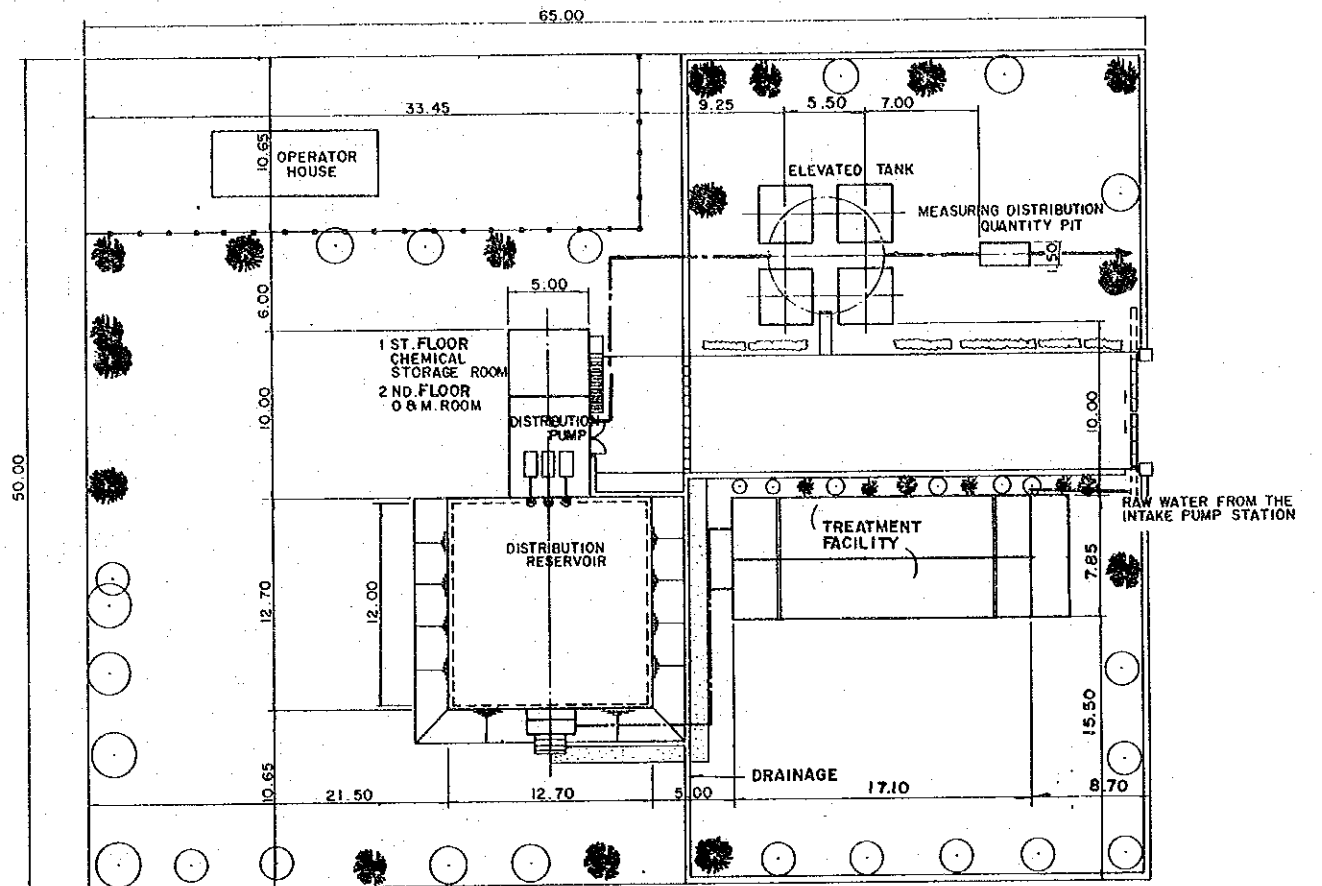 65.00
33.45
9.25
5.50
7.00
10.65
OPERATOR
HOUSE
ELEVATED TANK
MEASURING DISTRIBUTION
QUANTITY PIT
1.50
6.00
5.00
1 ST. FLOOR
CHEMICAL
STORAGE ROOM
2 ND. FLOOR
O & M. ROOM
DISTRIBUTION
PUMP
10.00
10.00
50.00
RAW WATER FROM THE
INTAKE PUMP STATION
TREATMENT
FACILITY
DISTRIBUTION
RESERVOIR
7.85
12.70
12.00
15.50
10.65
DRAINAGE
21.50
12.70
5.00
17.10
8.70